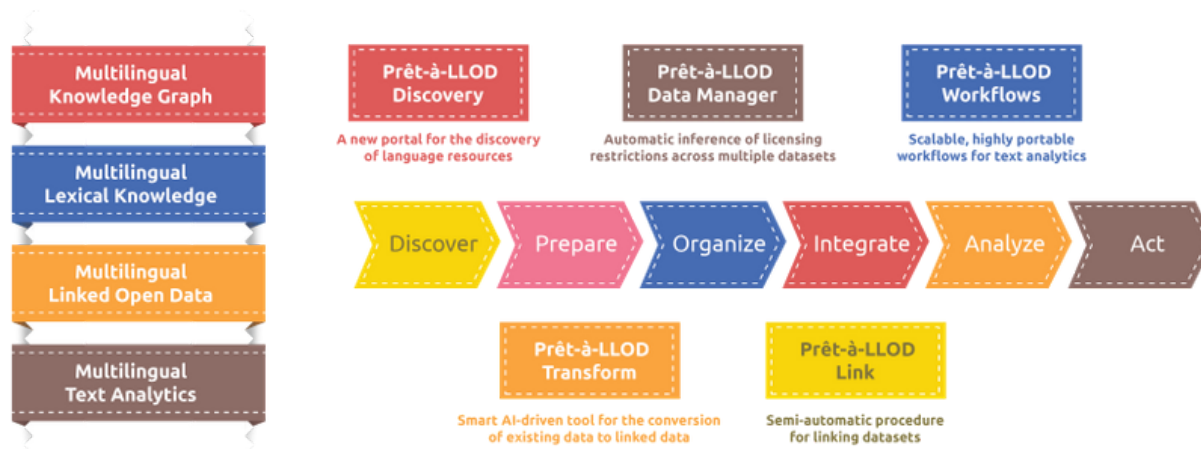 Multilingual
Knowledge Graph
Multilingual
Lexical Knowledge
Multilingual
Linked Open Data
Multilingual
Text Analytics
Prêt-à-LLOD
Discovery
A new portal for the discovery
of language resources
Prêt-à-LLOD
Data Manager
Automatic inference of licensing
restrictions across multiple datasets
Prêt-à-LLOD
Workflows
Scalable, highly portable
workflows for text analytics
Discover
Prepare
Organize
Integrate
Analyze
Act
Prêt-à-LLOD
Transform
Smart AI-driven tool for the conversion
of existing data to linked data
Prêt-à-LLOD
Link
Semi-automatic procedure
for linking datasets